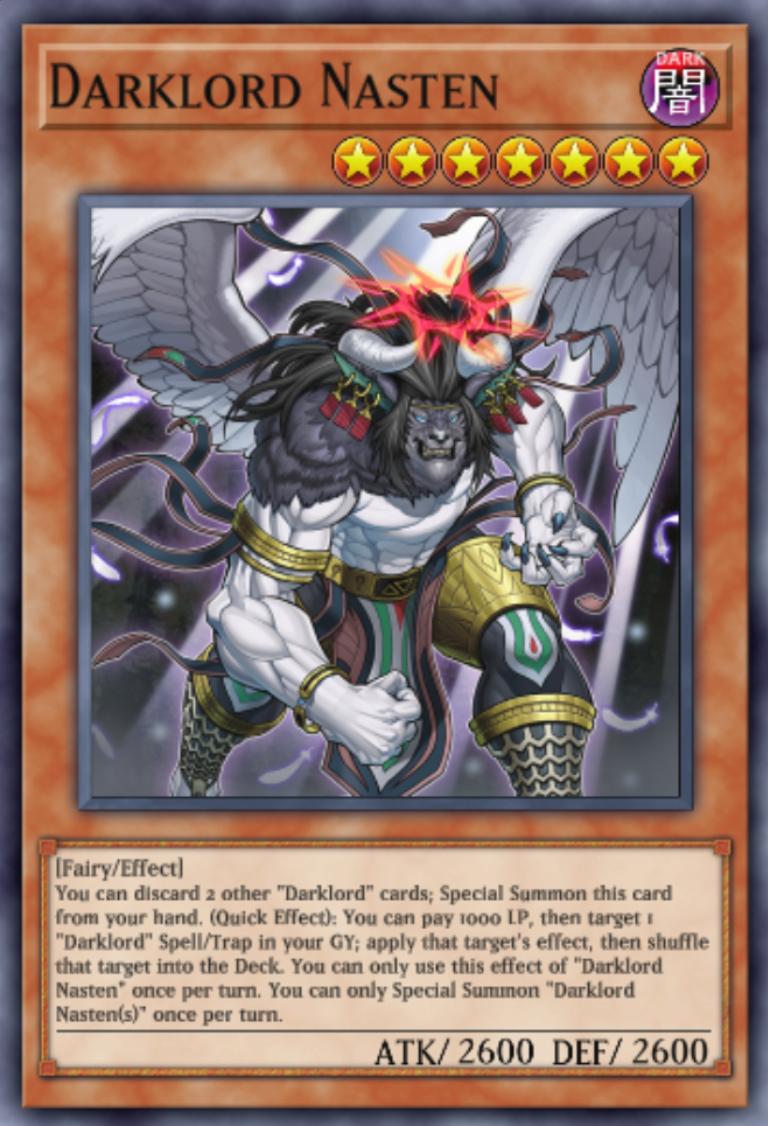 Darklord Nasten
DARK
闇
[Fairy/Effect]
You can discard 2 other "Darklord" cards; Special Summon this card
from your hand. (Quick Effect): You can pay 1000 LP, then target 1
"Darklord" Spell/Trap in your GY; apply that target's effect, then shuffle
that target into the Deck. You can only use this effect of "Darklord
Nasten" once per turn. You can only Special Summon "Darklord
Nasten(s)" once per turn.
ATK/ 2600 DEF/ 2600